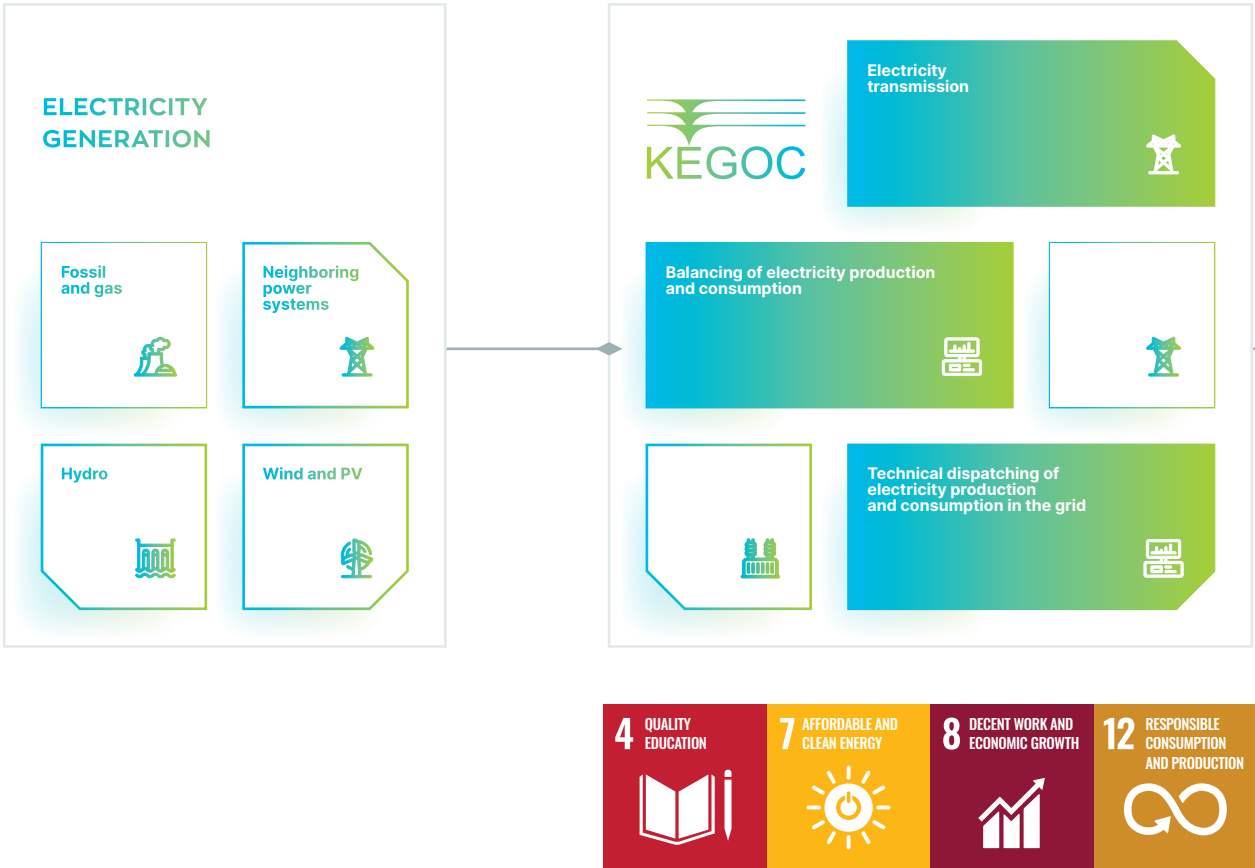 ELECTRICITY
GENERATION
Fossil
and gas
Neighboring
power
systems
Hydro
Wind and PV
KEGOC
Electricity
transmission
Balancing of electricity production
and consumption
Technical dispatching of
electricity production
and consumption in the grid
4 QUALITY
EDUCATION
7 AFFORDABLE AND
CLEAN ENERGY
8 DECENT WORK AND
ECONOMIC GROWTH
12 RESPONSIBLE
CONSUMPTION
AND PRODUCTION